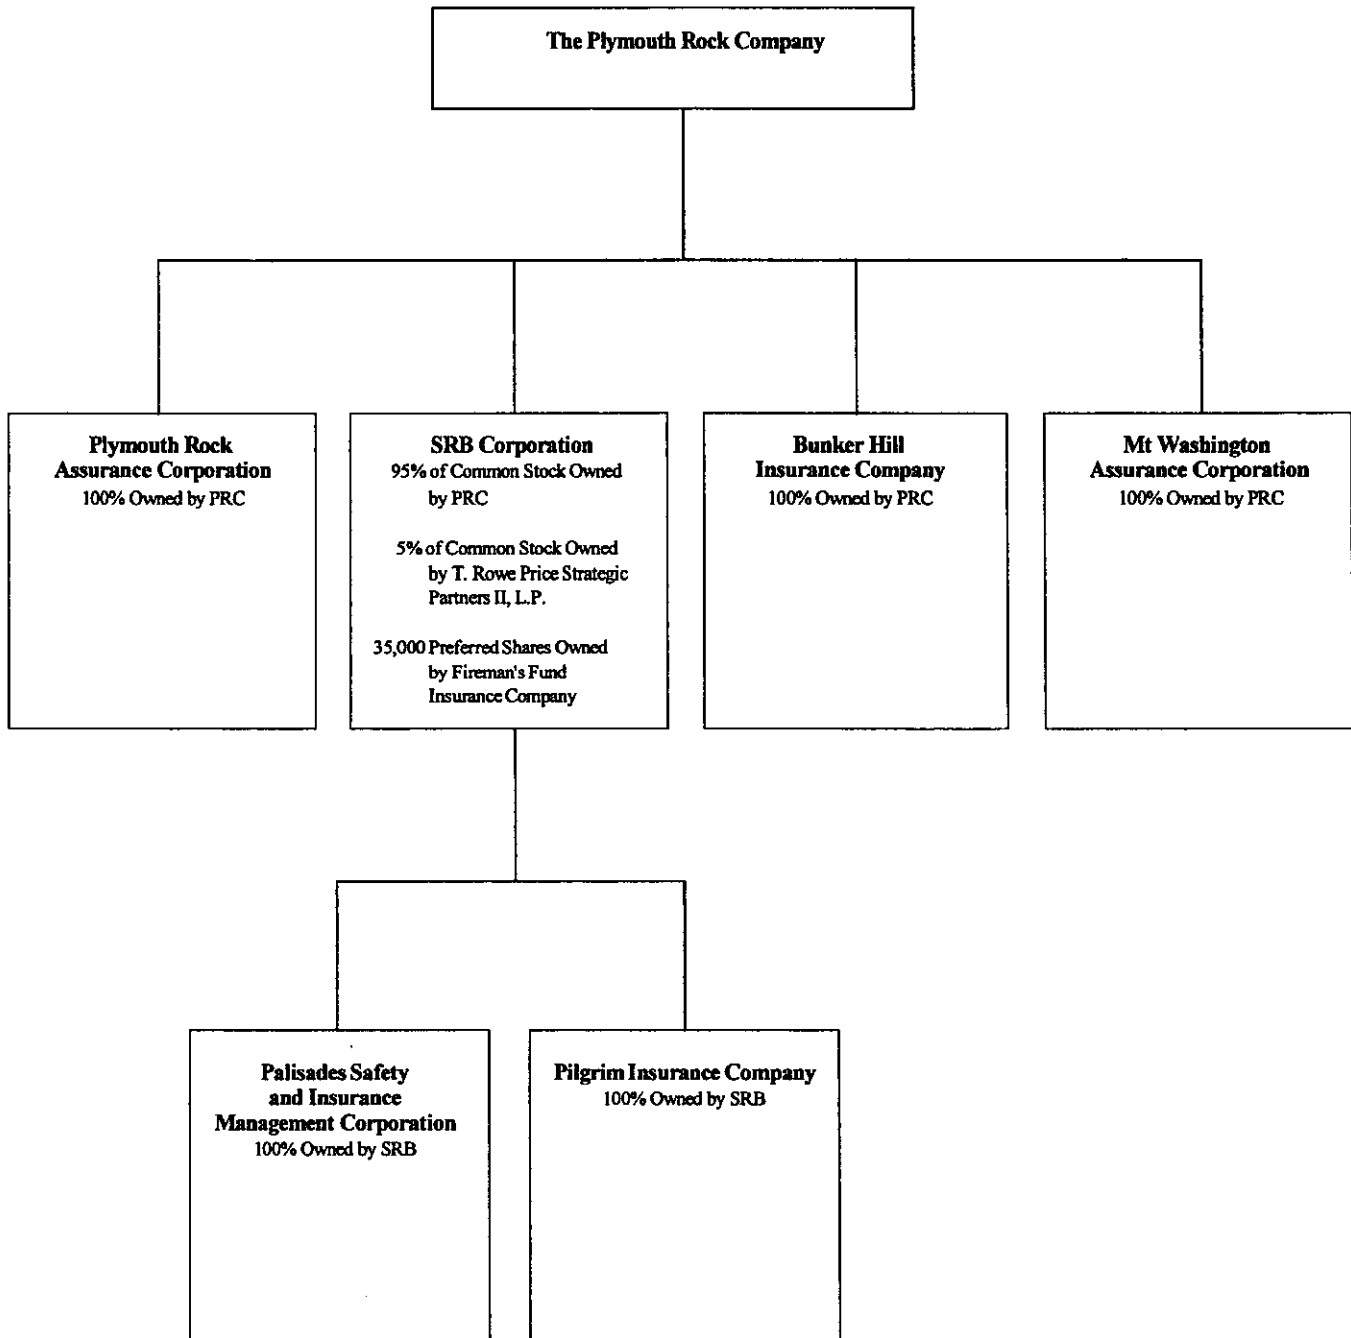 The Plymouth Rock Company
Plymouth Rock
Assurance Corporation
100% Owned by PRC
SRB Corporation
95% of Common Stock Owned
by PRC
5% of Common Stock Owned
by T. Rowe Price Strategic
Partners II, L.P.
35,000 Preferred Shares Owned
by Fireman's Fund
Insurance Company
Bunker Hill
Insurance Company
100% Owned by PRC
Mt Washington
Assurance Corporation
100% Owned by PRC
Palisades Safety
and Insurance
Management Corporation
100% Owned by SRB
Pilgrim Insurance Company
100% Owned by SRB